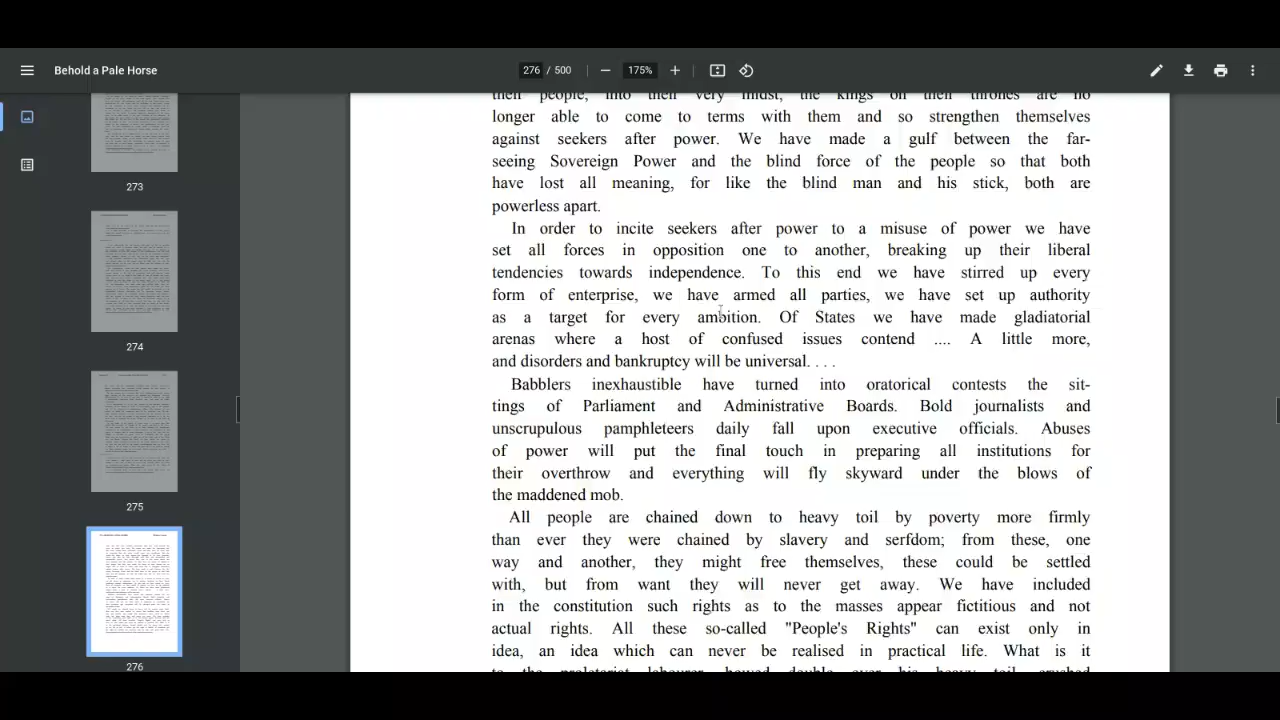 Behold a Pale Horse
276 / 500
175%
273
274
275
276
longer able to come to terms with them and so strengthen themselves
against seekers after power. We have made a gulf between the far-
seeing Sovereign Power and the blind force of the people so that both
have lost all meaning, for like the blind man and his stick, both are
powerless apart.
In order to incite seekers after power to a misuse of power we have
set all forces in opposition one to another, breaking up their liberal
tendencies towards independence. To this end we have stirred up every
form of enterprise, we have armed all parties, we have set up authority
as a target for every ambition. Of States we have made gladiatorial
arenas where a host of confused issues contend .... A little more,
and disorders and bankruptcy will be universal. . . .
Babblers inexhaustible have turned into oratorical contests the sit-
tings of Parliament and Administrative Boards. Bold journalists and
unscrupulous pamphleteers daily fall upon executive officials. Abuses
of power will put the final touch in preparing all institutions for
their overthrow and everything will fly skyward under the blows of
the maddened mob.
All people are chained down to heavy toil by poverty more firmly
than ever they were chained by slavery and serfdom; from these, one
way and another, they might free themselves, these could be settled
with, but from want they will never get away. We have included
in the constitution such rights as to the masses appear fictitious and not
actual rights. All these so-called "People's Rights" can exist only in
idea, an idea which can never be realised in practical life. What is it
to the proletariat labourer, bowed double over his heavy toil, crushed